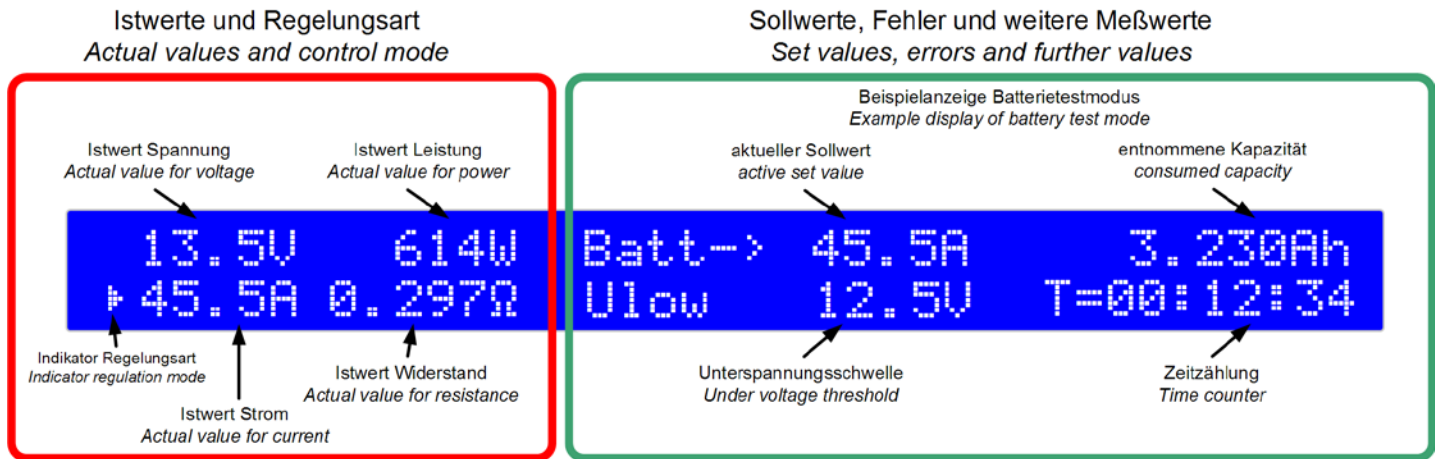 Istwerte und Regelungsart
Actual values and control mode
Sollwerte, Fehler und weitere Meßwerte
Set values, errors and further values
Beispielanzeige Batterietestmodus
Example display of battery test mode
Istwert Spannung
Actual value for voltage
Istwert Leistung
Actual value for power
aktueller Sollwert
active set value
entnommene Kapazität
consumed capacity
13.5V 614W Batt-> 45.5A 3.230Ah
45.5A 0.297Ω Ulow 12.5V T=00:12:34
Indikator Regelungsart
Indicator regulation mode
Istwert Strom
Actual value for current
Istwert Widerstand
Actual value for resistance
Unterspannungsschwelle
Under voltage threshold
Zeitzählung
Time counter